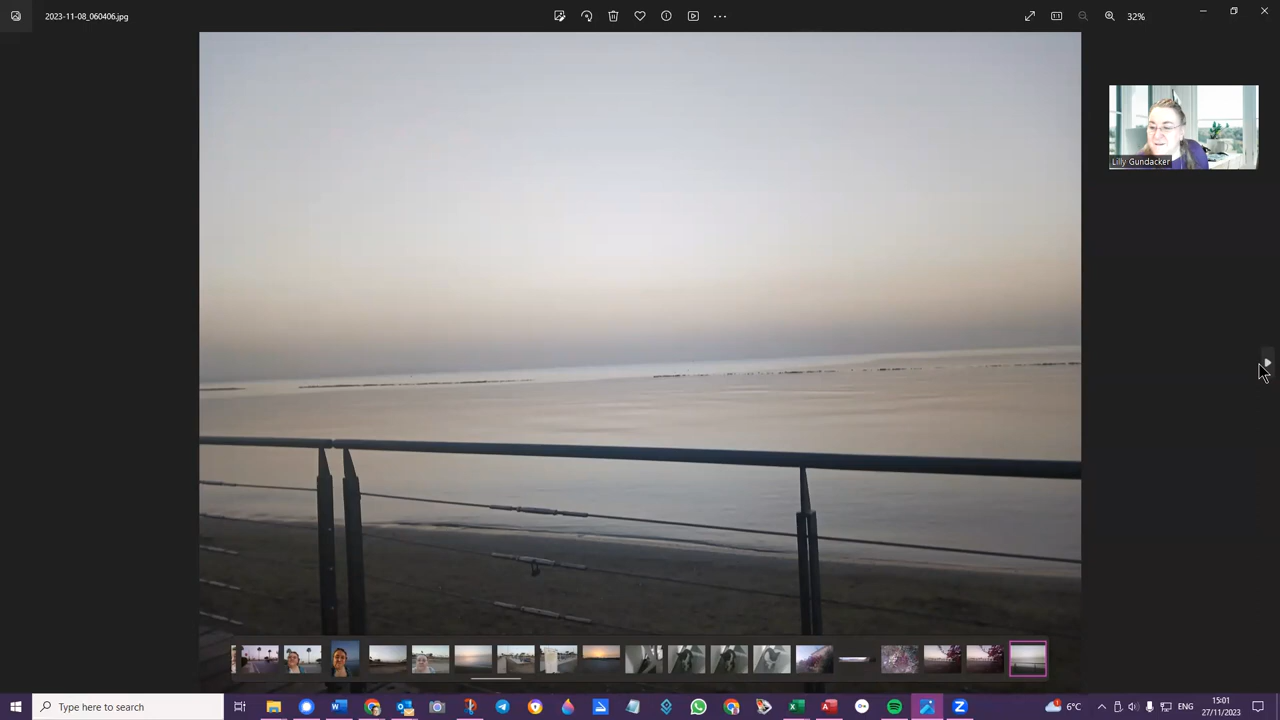 2023-11-08_060406.jpg
32%
Lilly Gundacker
Type here to search
6°C
ENG
15:01
27/11/2023